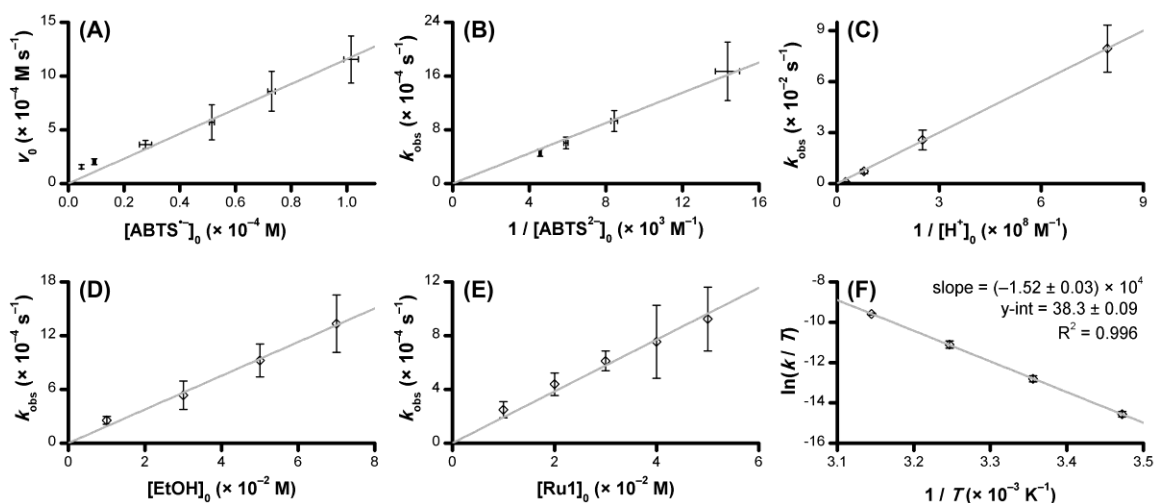 (A)
ν₀ (× 10⁻⁴ M s⁻¹)
15
10
5
0
0.0 0.2 0.4 0.6 0.8 1.0
[ABTS•⁻]₀ (× 10⁻⁴ M)
(B)
k_obs (× 10⁻⁴ s⁻¹)
24
16
8
0
0 4 8 12 16
1 / [ABTS²⁻]₀ (× 10³ M⁻¹)
(C)
k_obs (× 10⁻² s⁻¹)
9
6
3
0
0 3 6 9
1 / [H⁺]₀ (× 10⁸ M⁻¹)
(D)
k_obs (× 10⁻⁴ s⁻¹)
18
12
6
0
0 2 4 6 8
[EtOH]₀ (× 10⁻² M)
(E)
k_obs (× 10⁻⁴ s⁻¹)
12
8
4
0
0 2 4 6
[Ru1]₀ (× 10⁻² M)
(F)
slope = (–1.52 ± 0.03) × 10⁴
y-int = 38.3 ± 0.09
R² = 0.996
ln(k / T)
-8
-10
-12
-14
-16
3.1 3.2 3.3 3.4 3.5
1 / T (× 10⁻³ K⁻¹)